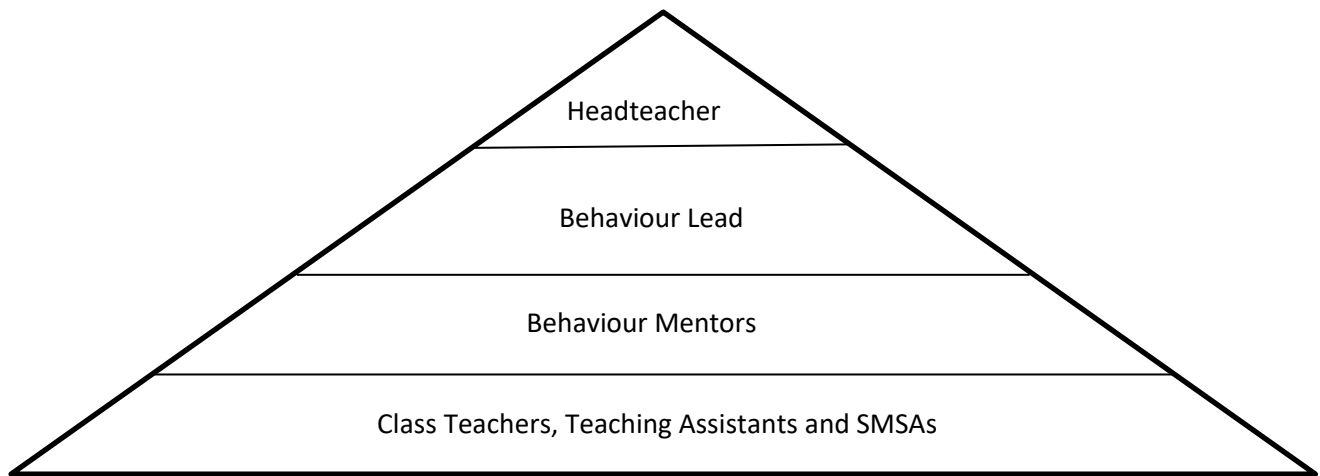 Headteacher
Behaviour Lead
Behaviour Mentors
Class Teachers, Teaching Assistants and SMSAs